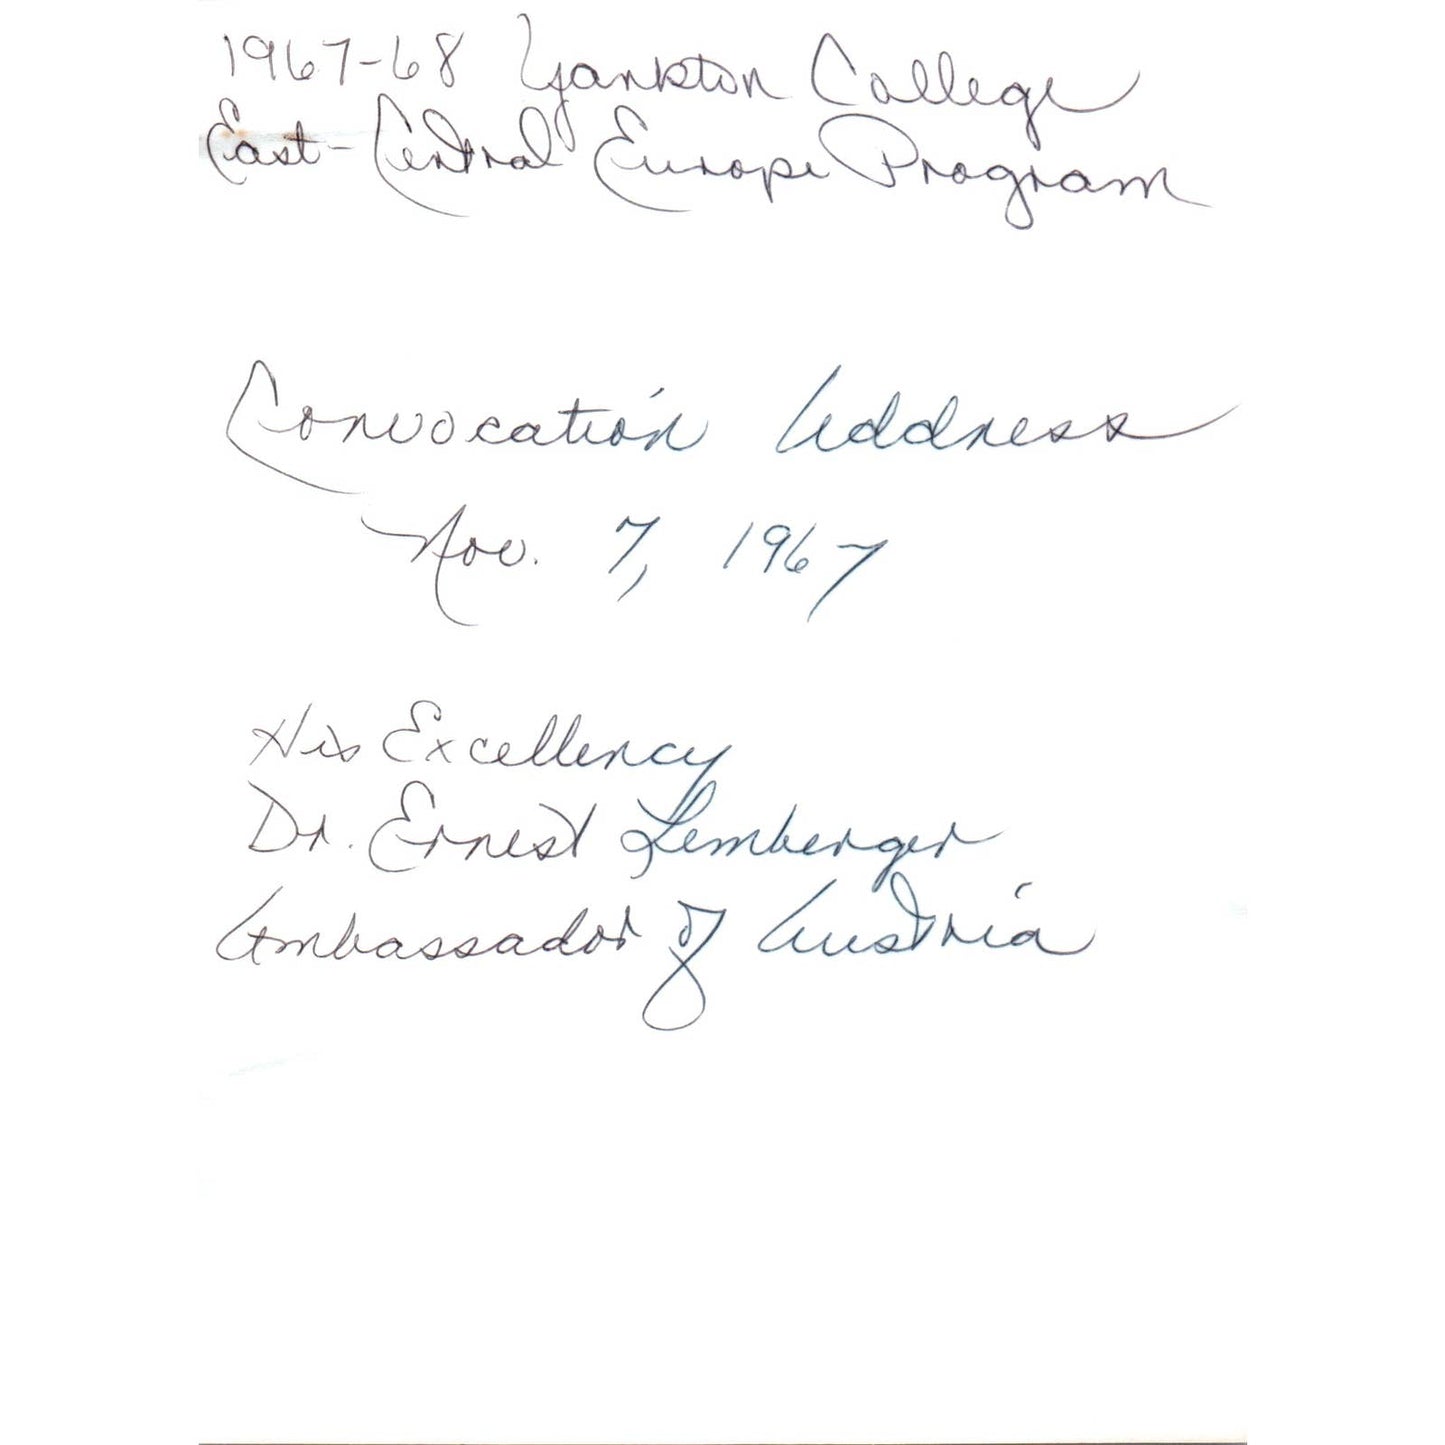 1967-68 Yankton College
East-Central Europe Program
Convocation Address
Nov. 7, 1967
His Excellency
Dr. Ernest Lemberger
Ambassador of Austria